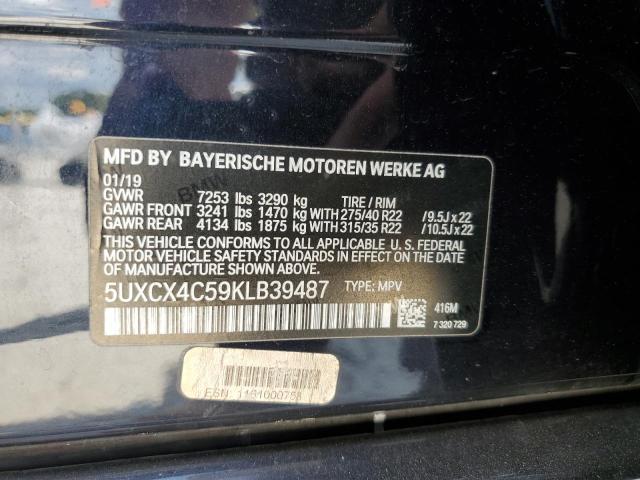 MFD BY BAYERISCHE MOTOREN WERKE AG
01/19
GVWR 7253 lbs 3290 kg TIRE / RIM
GAWR FRONT 3241 lbs 1470 kg WITH 275/40 R22 / 9.5J x 22
GAWR REAR 4134 lbs 1875 kg WITH 315/35 R22 / 10.5J x 22
THIS VEHICLE CONFORMS TO ALL APPLICABLE U. S. FEDERAL
MOTOR VEHICLE SAFETY STANDARDS IN EFFECT ON THE DATE
OF MANUFACTURE SHOWN ABOVE.
5UXCX4C59KLB39487 TYPE: MPV
416M
7 320 729
ESN: 1161000788